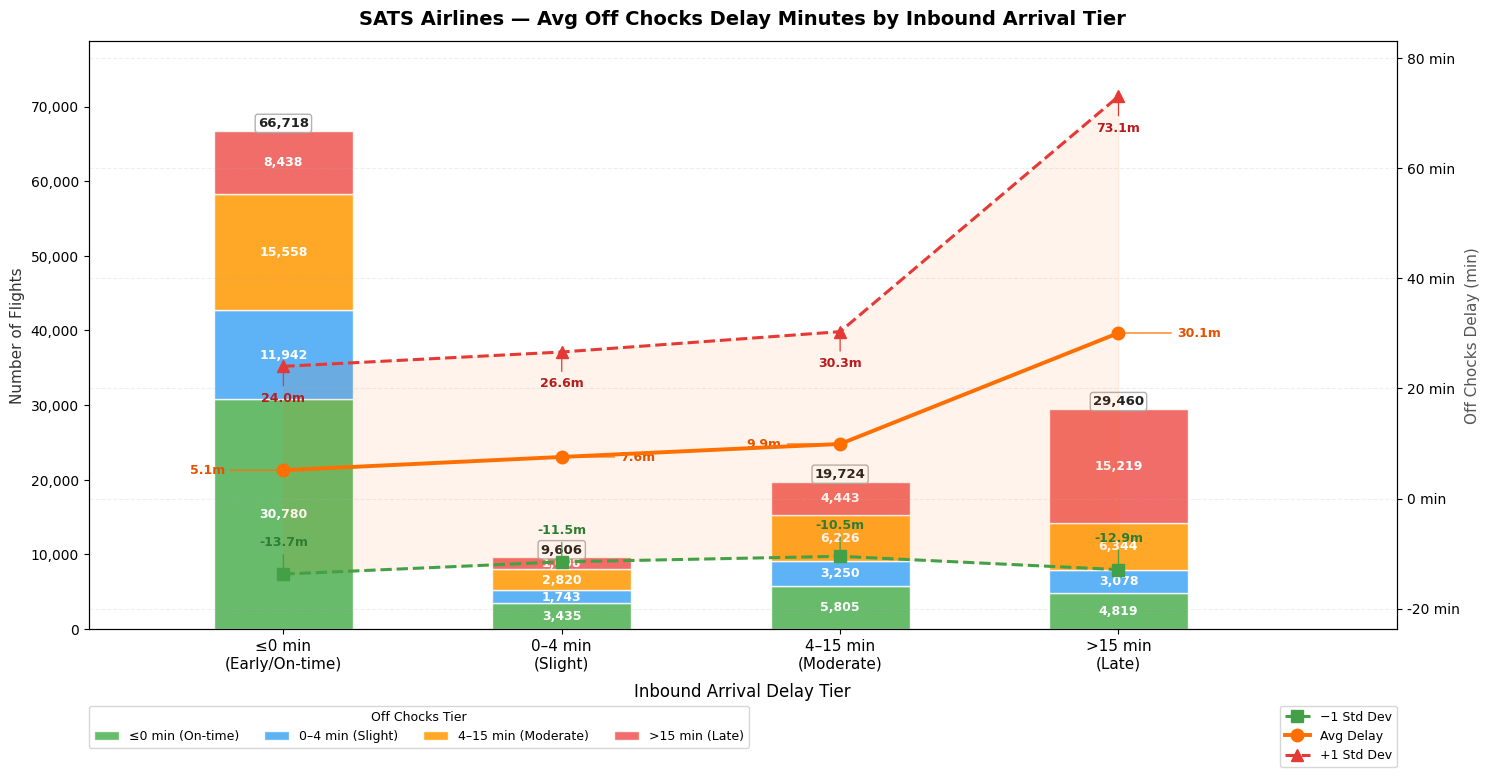 SATS Airlines — Avg Off Chocks Delay Minutes by Inbound Arrival Tier
Number of Flights
70,000
60,000
50,000
40,000
30,000
20,000
10,000
0
66,718
8,438
15,558
11,942
24.0m
5.1m
30,780
-13.7m
26.6m
7.6m
-11.5m
9,606
2,820
1,743
3,435
30.3m
9.9m
19,724
4,443
-10.5m
6,226
3,250
5,805
73.1m
30.1m
29,460
15,219
-12.9m
6,344
3,078
4,819
80 min
60 min
40 min
20 min
0 min
-20 min
Off Chocks Delay (min)
≤0 min
(Early/On-time)
0–4 min
(Slight)
4–15 min
(Moderate)
>15 min
(Late)
Inbound Arrival Delay Tier
Off Chocks Tier
≤0 min (On-time)
0–4 min (Slight)
4–15 min (Moderate)
>15 min (Late)
−1 Std Dev
Avg Delay
+1 Std Dev